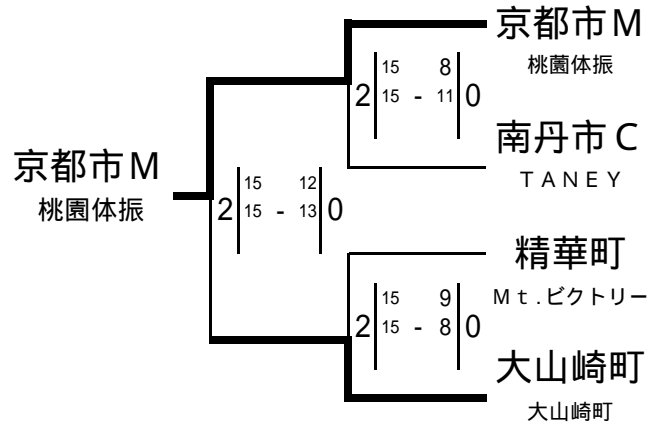 京都市M
桃薗体振
15 8
2 15 - 11 0
南丹市C
TANEY
京都市M
桃園体振
15 12
2 15 - 13 0
精華町
Mt.ビクトリー
15 9
2 15 - 8 0
大山崎町
大山崎町